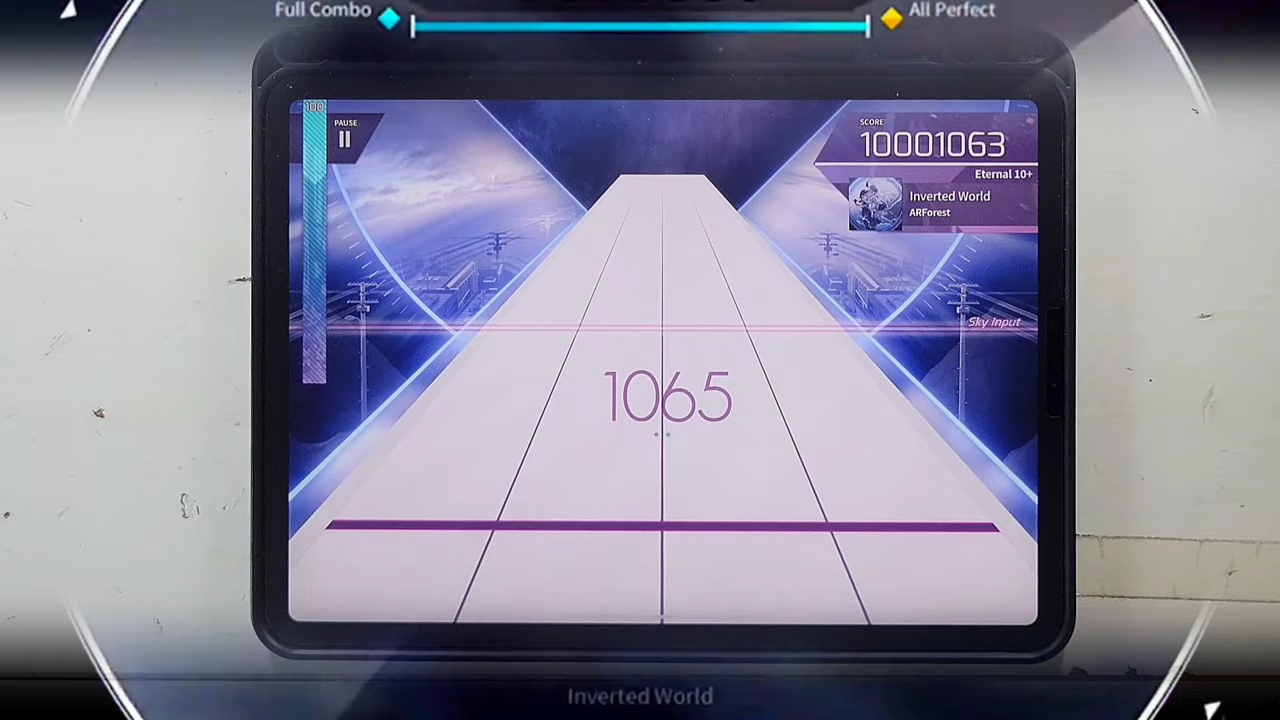 Full Combo
All Perfect
100
PAUSE
SCORE
10001063
Eternal 10+
Inverted World
ARForest
Sky Input
1065
Inverted World